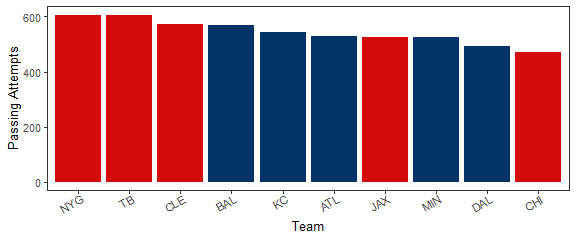 Passing Attempts
600
400
200
0
NYG TB CLE BAL KC ATL JAX MIN DAL CHI
Team